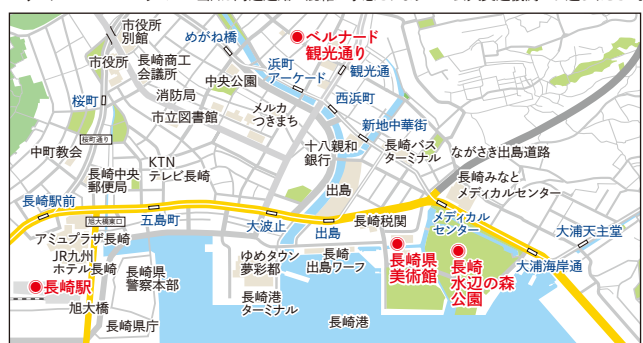 市役所
別館
めがね橋
ベルナード
観光通り
市役所
長崎商工
会議所
浜町
アーケード
観光通
中央公園
桜町
消防局
市立図書館
メルカ
つきまち
西浜町
新地中華街
桜町通り
中町教会
十八親和
銀行
長崎バス
ターミナル
ながさき出島道路
KTN
テレビ長崎
長崎中央
郵便局
出島
長崎みなと
メディカルセンター
長崎駅前
旭大橋東口
五島町
大波止
出島
長崎税関
メディカル
センター
大浦天主堂
アミュプラザ長崎
JR九州
ホテル長崎
長崎県
警察本部
ゆめタウン
夢彩都
長崎
出島ワーフ
長崎県
美術館
長崎
水辺の森
公園
大浦海岸通
長崎駅
旭大橋
長崎港
ターミナル
長崎港
長崎県庁